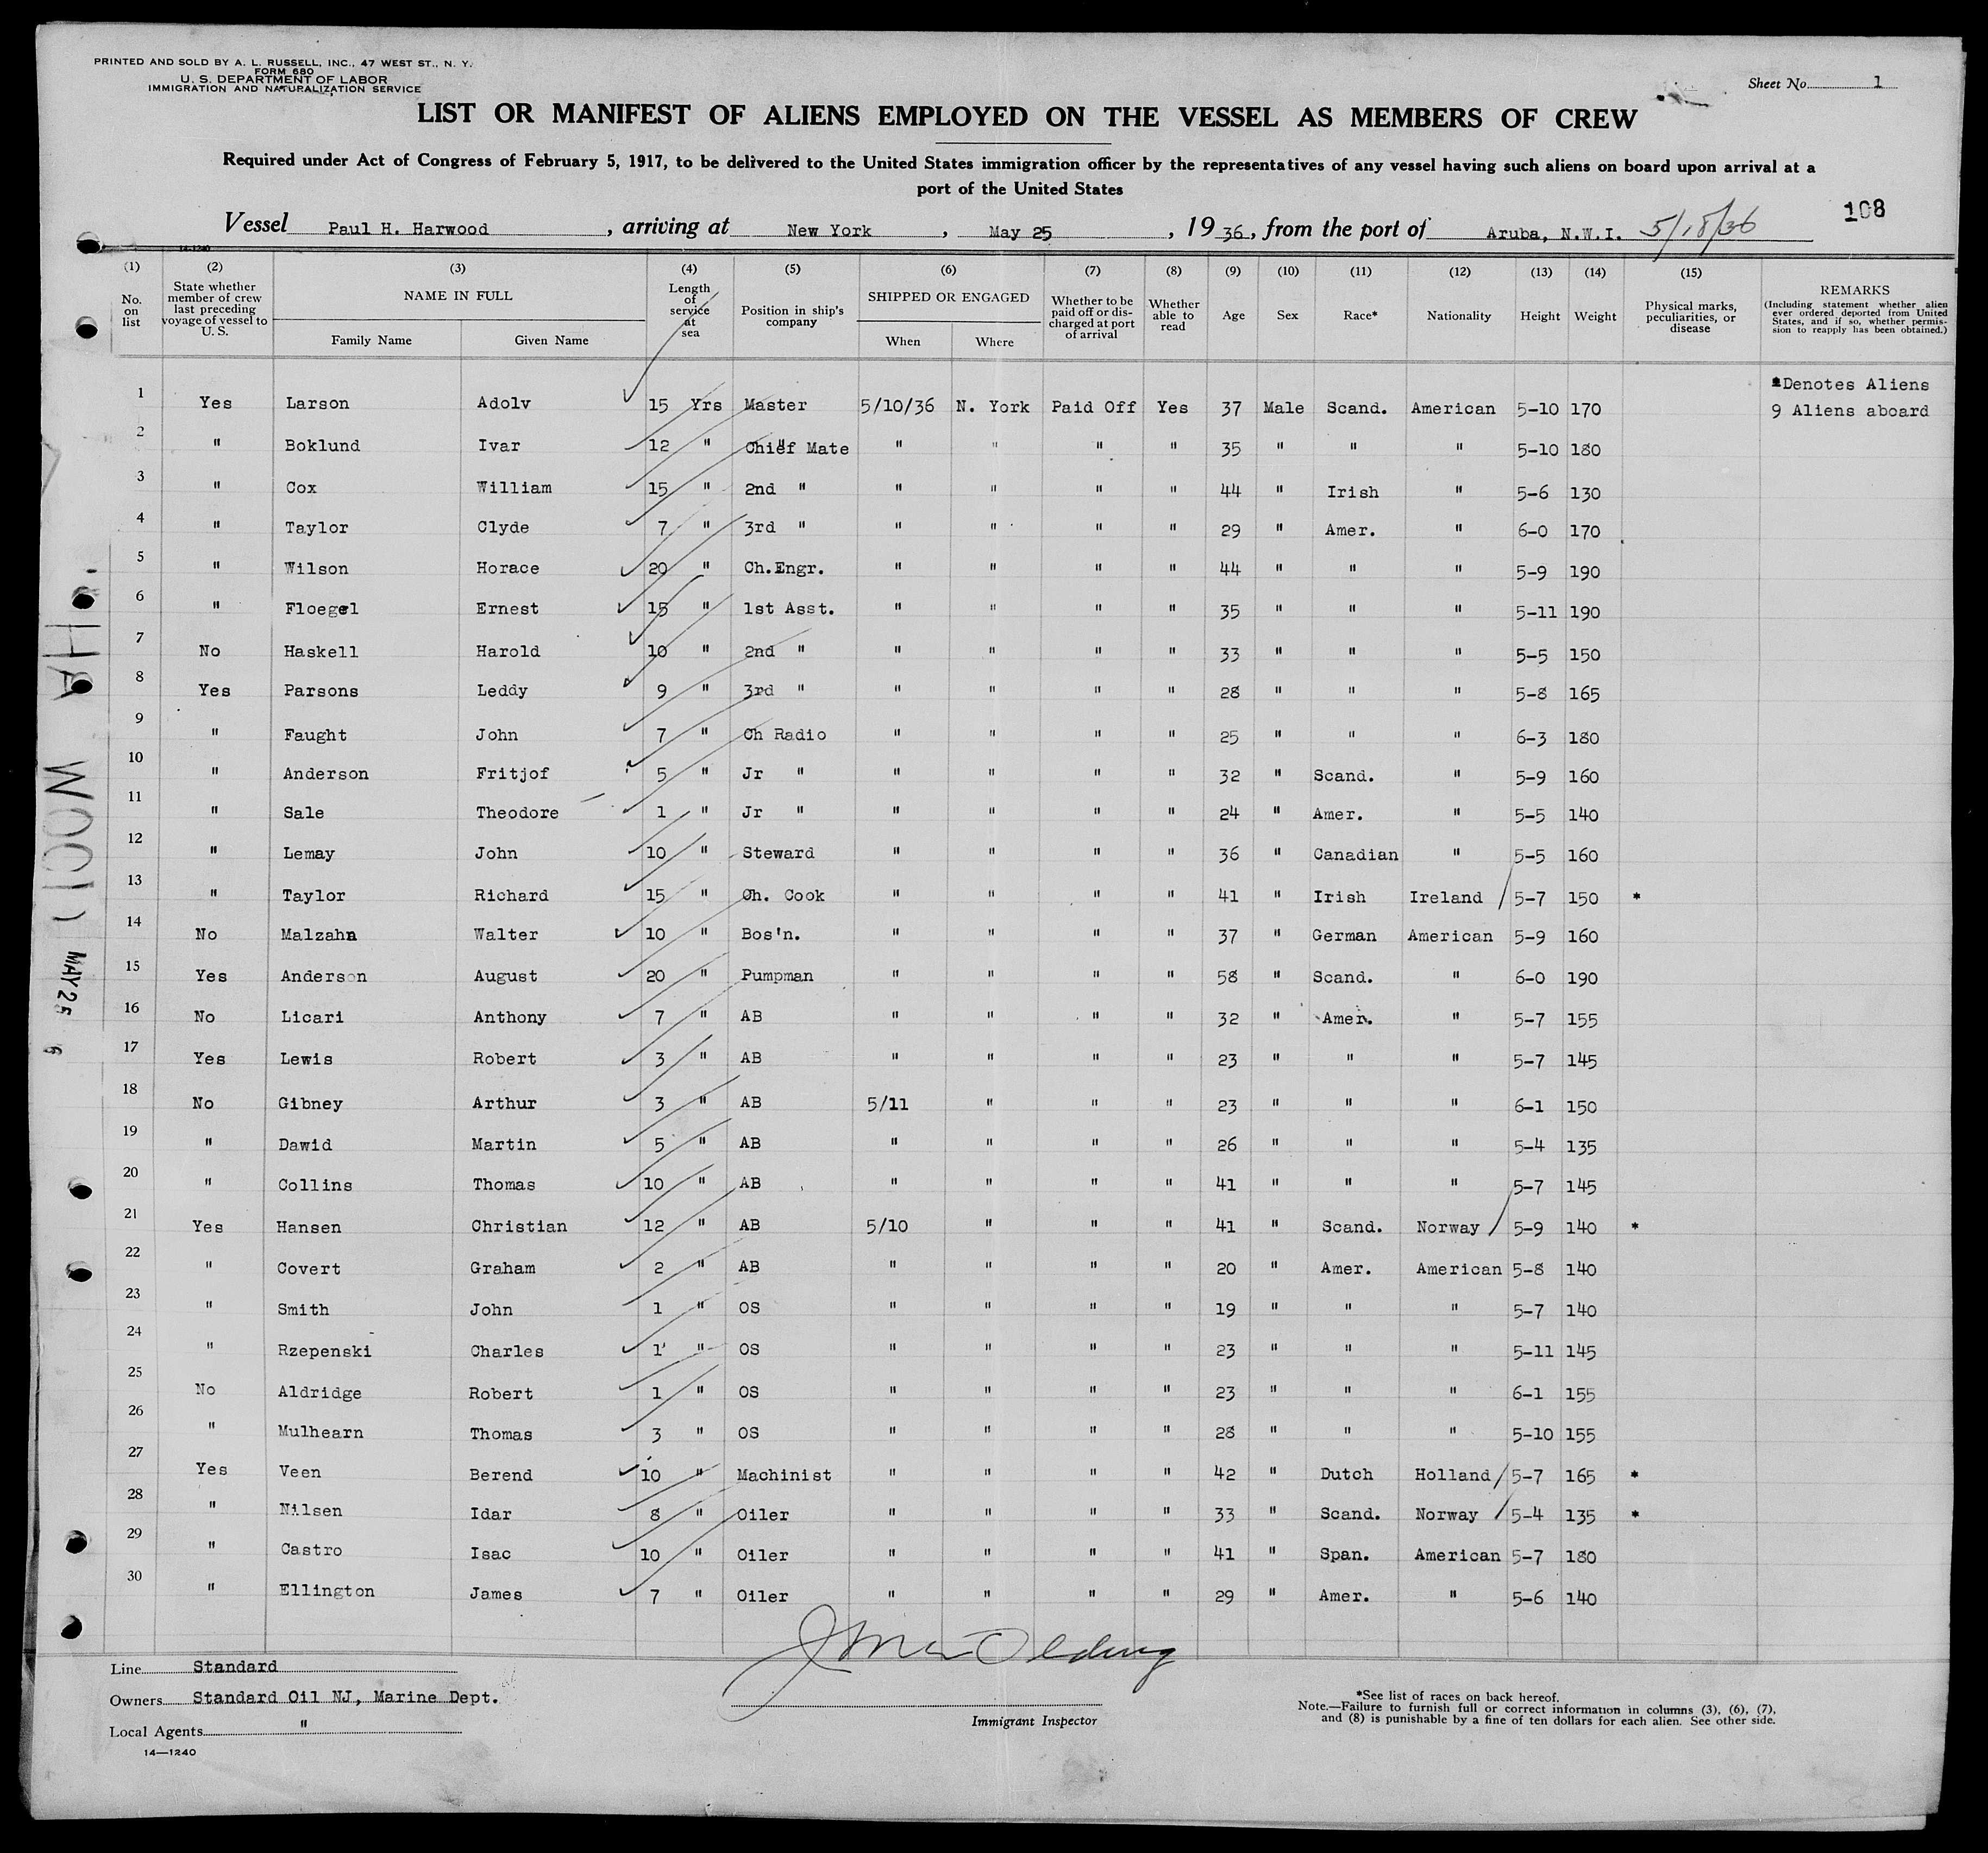 PRINTED AND SOLD BY A. L. RUSSELL, INC., 47 WEST ST., N. Y.
FORM 680
U. S. DEPARTMENT OF LABOR
IMMIGRATION AND NATURALIZATION SERVICE
Sheet No. 1
LIST OR MANIFEST OF ALIENS EMPLOYED ON THE VESSEL AS MEMBERS OF CREW
Required under Act of Congress of February 5, 1917, to be delivered to the United States immigration officer by the representatives of any vessel having such aliens on board upon arrival at a
port of the United States
108
Vessel Paul H. Harwood, arriving at New York, May 25, 1936, from the port of Aruba, N.W.I. 5/18/36
14-1240
(1) (2) (3) (4) (5) (6) (7) (8) (9) (10) (11) (12) (13) (14) (15)
No. on list State whether member of crew last preceding voyage of vessel to U. S. NAME IN FULL Family Name Given Name Length of service at sea Position in ship's company SHIPPED OR ENGAGED When Where Whether to be paid off or discharged at port of arrival Whether able to read Age Sex Race* Nationality Height Weight Physical marks, peculiarities, or disease REMARKS (Including statement whether alien ever ordered deported from United States, and if so, whether permission to reapply has been obtained.)
*Denotes Aliens
1 Yes Larson Adolv 15 Yrs Master 5/10/36 N. York Paid Off Yes 37 Male Scand. American 5-10 170 9 Aliens aboard
2 " Boklund Ivar 12 " Chief Mate " " " " 35 " " " 5-10 180
3 " Cox William 15 " 2nd " " " " " 44 " Irish " 5-6 130
4 " Taylor Clyde 7 " 3rd " " " " " 29 " Amer. " 6-0 170
5 " Wilson Horace 20 " Ch.Engr. " " " " 44 " " " 5-9 190
6 " Floegel Ernest 15 " 1st Asst. " " " " 35 " " " 5-11 190
7 No Haskell Harold 10 " 2nd " " " " " 33 " " " 5-5 150
8 Yes Parsons Leddy 9 " 3rd " " " " " 28 " " " 5-8 165
9 " Faught John 7 " Ch Radio " " " " 25 " " " 6-3 180
10 " Anderson Fritjof 5 " Jr " " " " " 32 " Scand. " 5-9 160
11 " Sale Theodore 1 " Jr " " " " " 24 " Amer. " 5-5 140
12 " Lemay John 10 " Steward " " " " 36 " Canadian " 5-5 160
13 " Taylor Richard 15 " Ch. Cook " " " " 41 " Irish Ireland 5-7 150 *
14 No Malzahn Walter 10 " Bos'n. " " " " 37 " German American 5-9 160
15 Yes Anderson August 20 " Pumpman " " " " 58 " Scand. " 6-0 190
16 No Licari Anthony 7 " AB " " " " 32 " Amer. " 5-7 155
17 Yes Lewis Robert 3 " AB " " " " 23 " " " 5-7 145
18 No Gibney Arthur 3 " AB 5/11 " " " 23 " " " 6-1 150
19 " Dawid Martin 5 " AB " " " " 26 " " " 5-4 135
20 " Collins Thomas 10 " AB " " " " 41 " " " 5-7 145
21 Yes Hansen Christian 12 " AB 5/10 " " " 41 " Scand. Norway 5-9 140 *
22 " Covert Graham 2 " AB " " " " 20 " Amer. American 5-8 140
23 " Smith John 1 " OS " " " " 19 " " " 5-7 140
24 " Rzepenski Charles 1 " OS " " " " 23 " " " 5-11 145
25 No Aldridge Robert 1 " OS " " " " 23 " " " 6-1 155
26 " Mulhearn Thomas 3 " OS " " " " 28 " " " 5-10 155
27 Yes Veen Berend 10 " Machinist " " " " 42 " Dutch Holland 5-7 165 *
28 " Nilsen Idar 8 " Oiler " " " " 33 " Scand. Norway 5-4 135 *
29 " Castro Isac 10 " Oiler " " " " 41 " Span. American 5-7 180
30 " Ellington James 7 " Oiler " " " " 29 " Amer. " 5-6 140
Line Standard
Owners Standard Oil NJ, Marine Dept.
Local Agents "
14—1240
Immigrant Inspector
*See list of races on back hereof.
Note.—Failure to furnish full or correct information in columns (3), (6), (7),
and (8) is punishable by a fine of ten dollars for each alien. See other side.
MAY 25